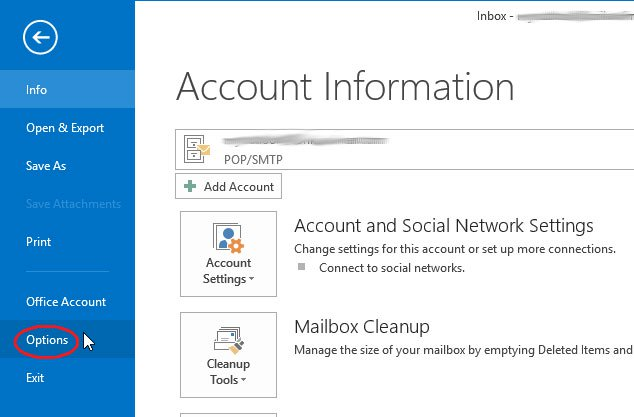 Inbox -
Info
Account Information
Open & Export
Save As
POP/SMTP
Save Attachments
Add Account
Print
Account and Social Network Settings
Change settings for this account or set up more connections.
Connect to social networks.
Account
Settings
Office Account
Options
Exit
Mailbox Cleanup
Manage the size of your mailbox by emptying Deleted Items and
Cleanup
Tools